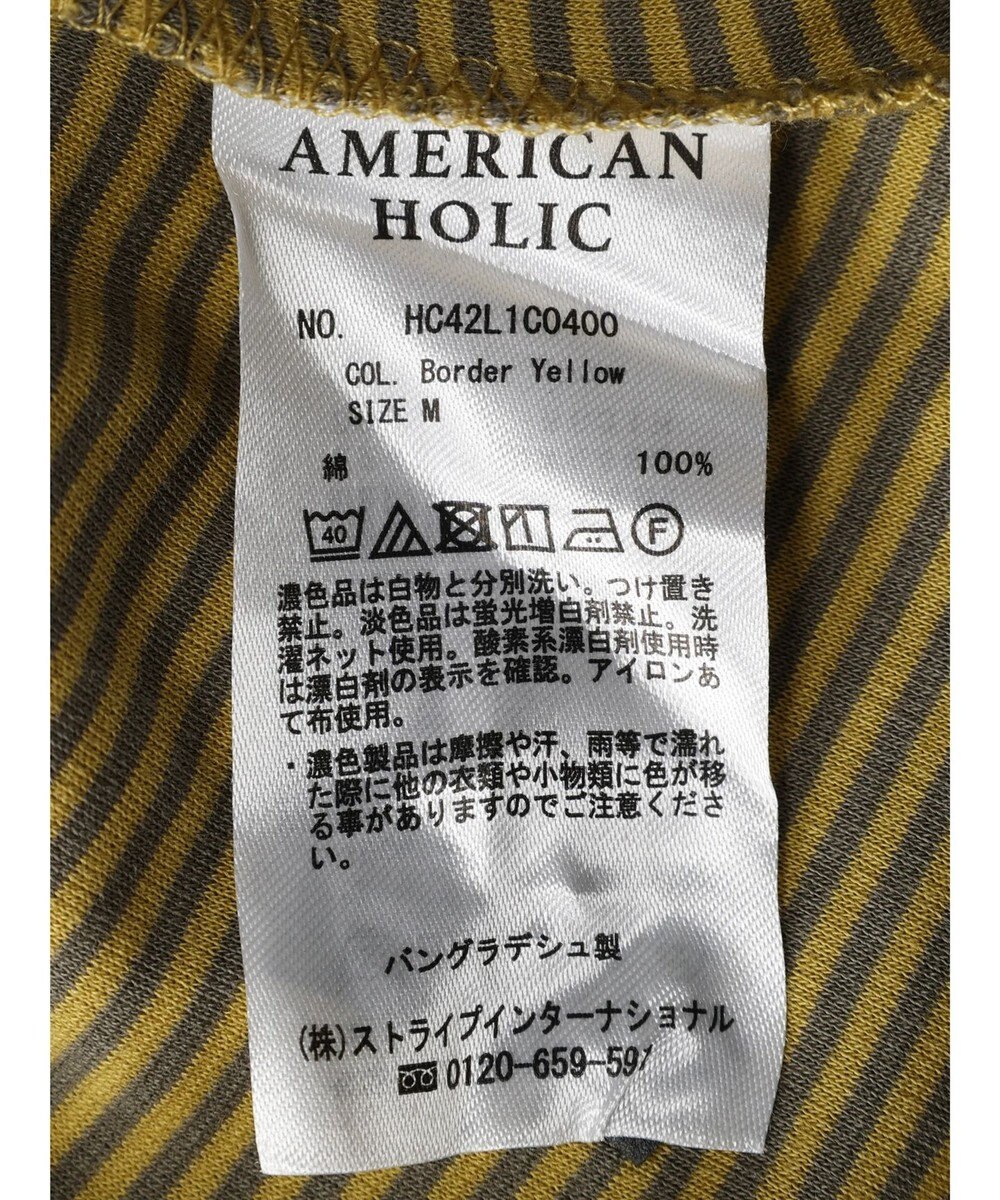 AMERICAN
HOLIC
NO. HC42L1C0400
COL. Border Yellow
SIZE M
綿 100%
40 F
濃色品は白物と分別洗い。つけ置き
禁止。淡色品は蛍光増白剤禁止。洗
濯ネット使用。酸素系漂白剤使用時
は漂白剤の表示を確認。アイロンあ
て布使用。
・濃色製品は摩擦や汗、雨等で濡れ
た際に他の衣類や小物類に色が移
る事がありますのでご注意くださ
い。
バングラデシュ製
(株)ストライプインターナショナル
0120-659-591